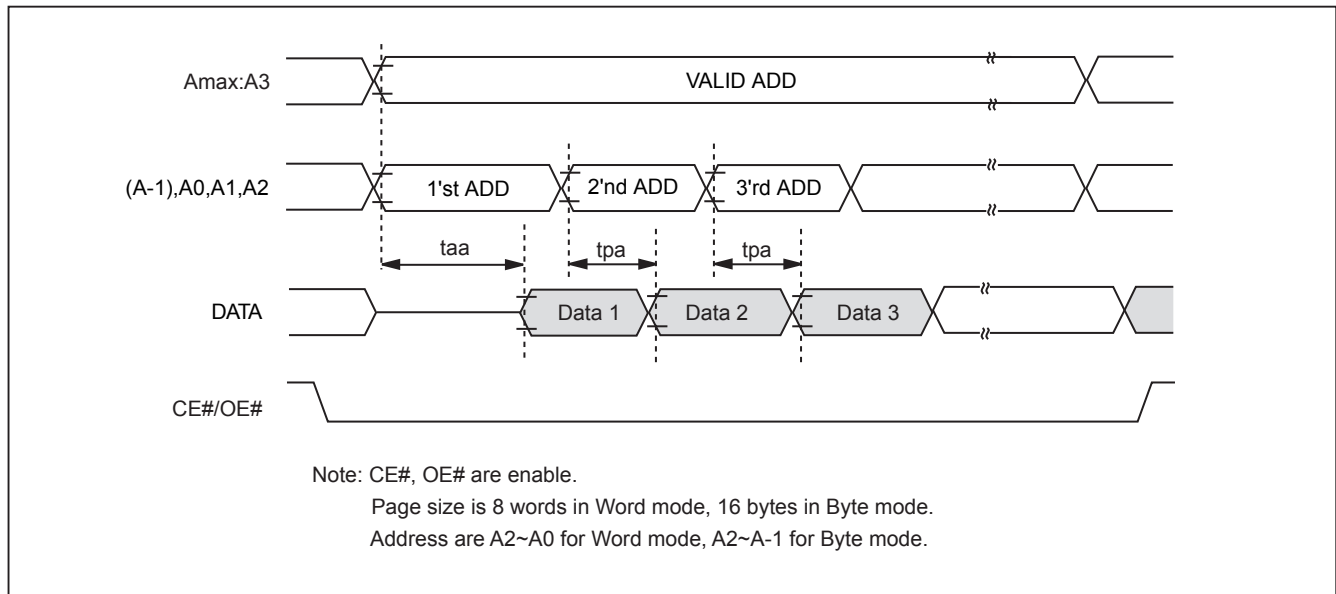 Amax:A3
VALID ADD
(A-1),A0,A1,A2
1'st ADD
2'nd ADD
3'rd ADD
taa
tpa
tpa
DATA
Data 1
Data 2
Data 3
CE#/OE#
Note: CE#, OE# are enable.
Page size is 8 words in Word mode, 16 bytes in Byte mode.
Address are A2~A0 for Word mode, A2~A-1 for Byte mode.